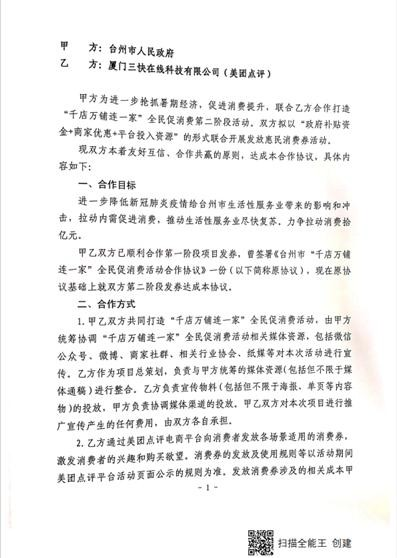 甲 方：台州市人民政府
乙 方：厦门三快在线科技有限公司（美团点评）
甲方为进一步抢抓暑期经济，促进消费提升，联合乙方合作打造
“千店万铺连一家”全民促消费第二阶段活动。双方拟以“政府补贴资
金+商家优惠+平台投入资源”的形式联合开展发放惠民消费券活动。
现双方本着友好互信、合作共赢的原则，达成本合作协议，具体内
容如下：
一、合作目标
进一步降低新冠肺炎疫情给台州市生活性服务业带来的影响和冲
击，拉动内需促进消费，推动生活性服务业尽快复苏。力争拉动消费拾
亿元。
甲乙双方已顺利合作第一阶段项目发券，曾签署《台州市“千店万铺
连一家”全民促消费活动合作协议》一份（以下简称原协议），现在原协
议基础上就双方第二阶段发券达成本协议。
二、合作方式
1.甲乙双方共同打造“千店万铺连一家”全民促消费活动，由甲方
统筹协调“千店万铺连一家”全民促消费活动相关媒体资源，包括微信
公众号、微博、商家社群、相关行业协会、纸媒等对本次活动进行宣
传。乙方作为项目总策划，负责与甲方统筹的媒体资源（包括但不限于媒
体通稿）进行整合。乙方负责宣传物料（包括但不限于海报、单页等内容
物）的投放，甲方负责协调媒体渠道的投放。甲乙双方对本次项目进行推
广宣传产生的任何费用，由双方各自承担。
2.乙方通过美团点评电商平台向消费者发放各场景适用的消费券，
激发消费者的兴趣和购买欲望。消费券的发放及使用规则等以活动期间
美团点评平台活动页面公示的规则为准。发放消费券涉及的相关成本甲
- 1 -
扫描全能王 创建